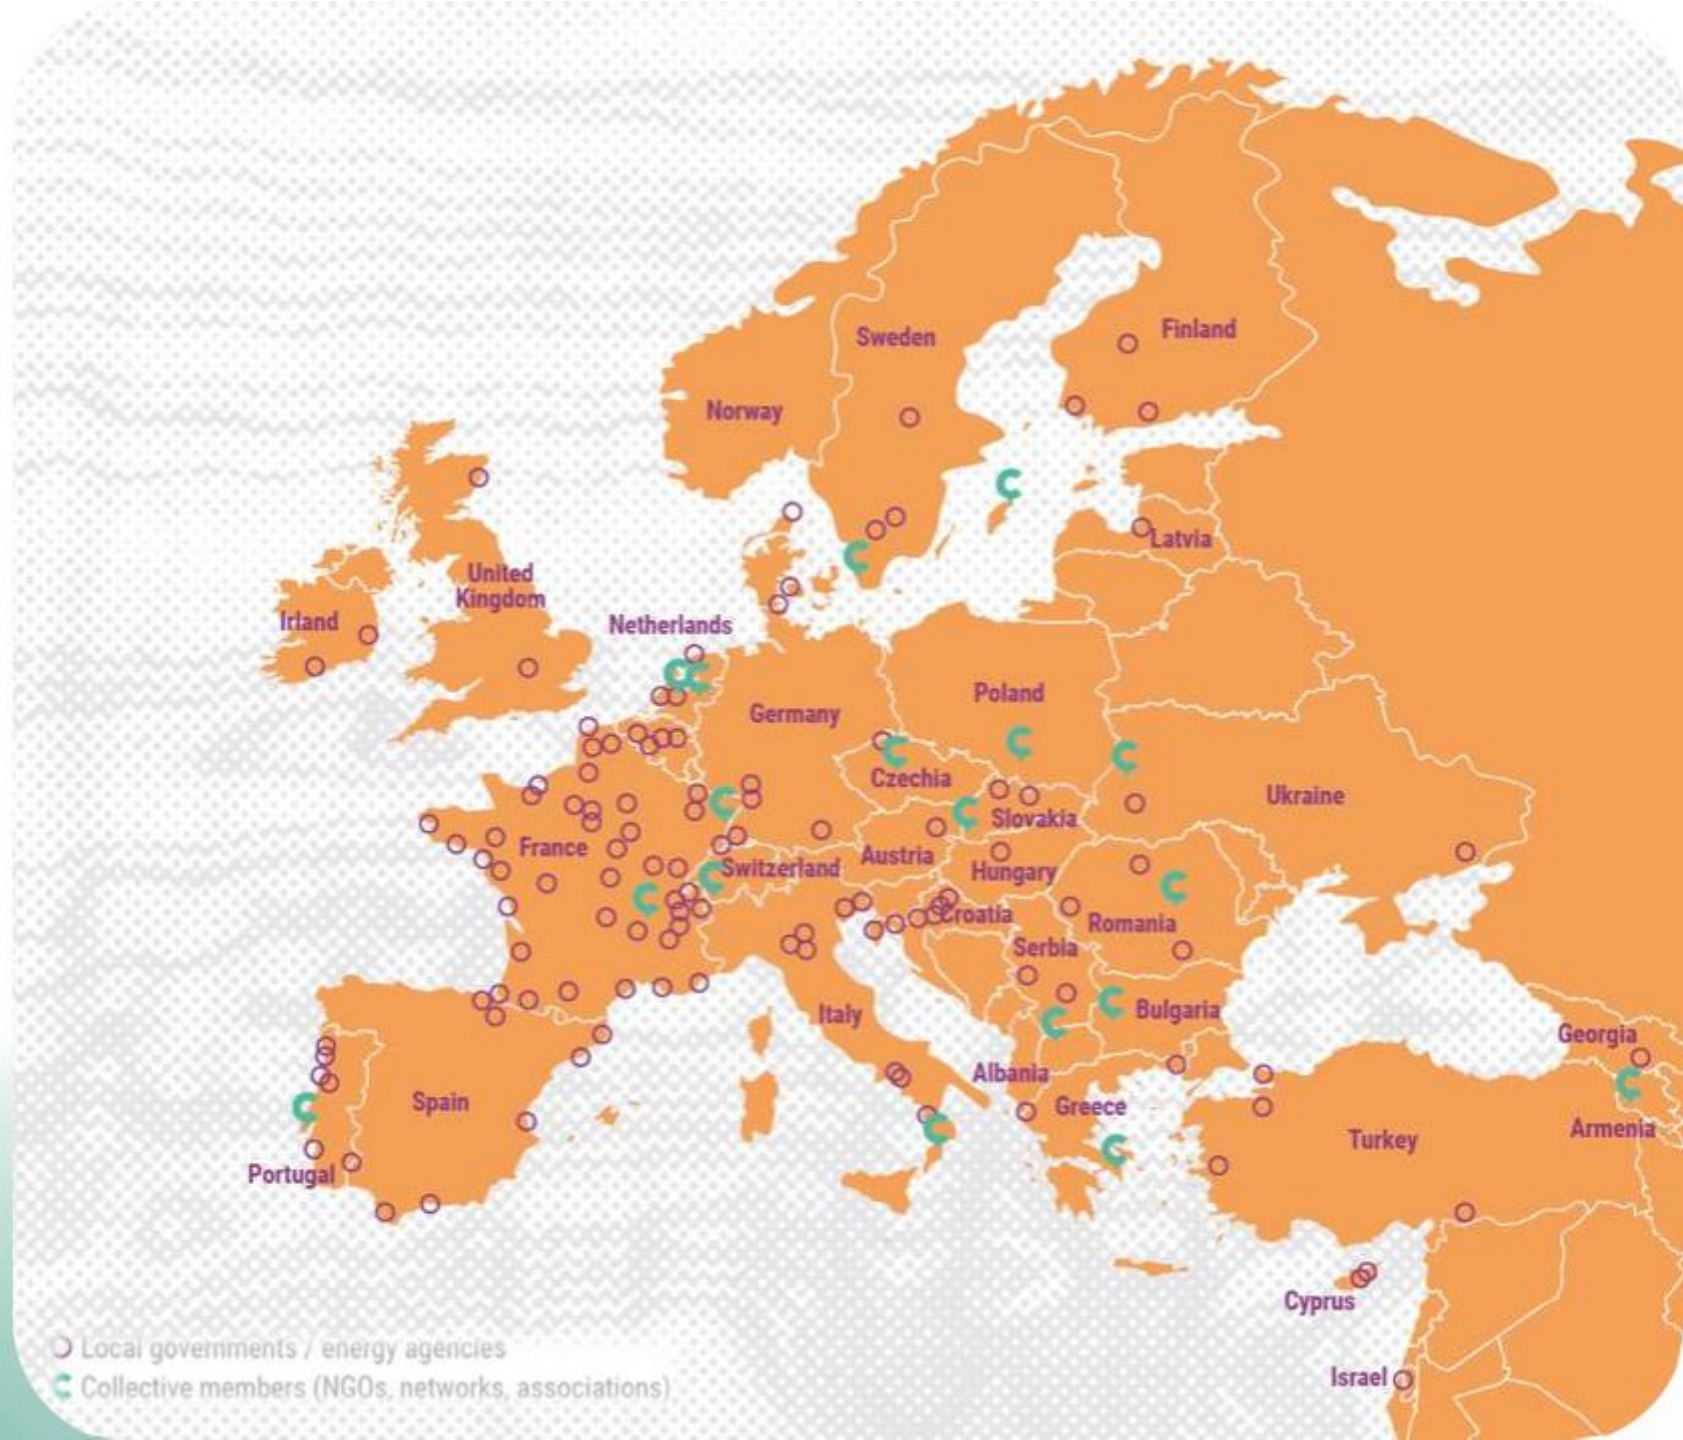 Sweden
Finland
Norway
Latvia
United
Kingdom
Irland
Netherlands
Poland
Germany
Czechia
Ukraine
Slovakia
France
Austria
Switzerland
Hungary
Croatia
Romania
Serbia
Bulgaria
Italy
Georgia
Albania
Spain
Greece
Armenia
Turkey
Portugal
Cyprus
Israel
Local governments / energy agencies
Collective members (NGOs, networks, associations)